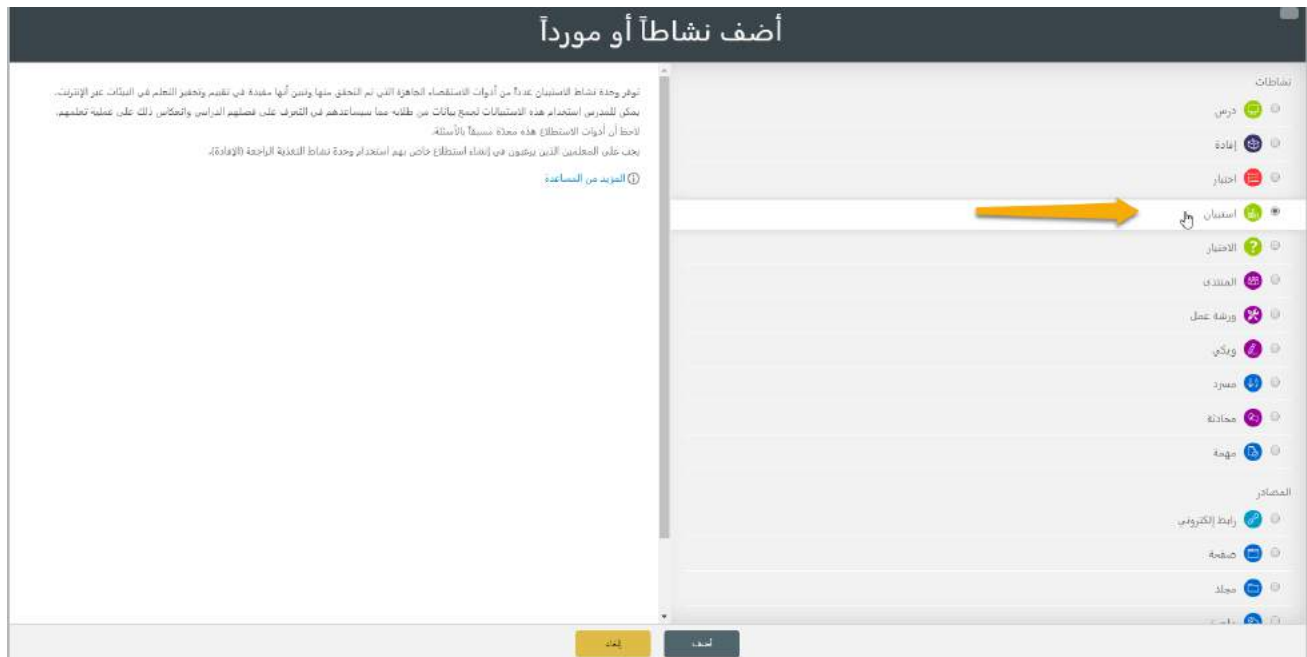 أضف نشاطاً أو مورداً
نشاطات
درس
إفادة
اختبار
استبيان
الاختيار
المنتدى
ورشة عمل
ويكي
مسرد
محادثة
مهمة
المصادر
رابط إلكتروني
صفحة
مجلد
توفر وحدة نشاط الاستبيان عدداً من أدوات الاستقصاء الجاهزة التي تم التحقق منها وتبين أنها مفيدة في تقييم وتحفيز التعلم في البيئات عبر الإنترنت.
يمكن للمدرس استخدام هذه الاستبيانات لجمع بيانات من طلابه مما سيساعدهم في التعرف على فصلهم الدراسي وانعكاس ذلك على عملية تعلمهم.
لاحظ أن أدوات الاستطلاع هذه معدة مسبقاً بالأسئلة.
يجب على المعلمين الذين يرغبون في إنشاء استطلاع خاص بهم استخدام وحدة نشاط التغذية الراجعة (الإفادة).
المزيد من المساعدة
أضف
إلغاء